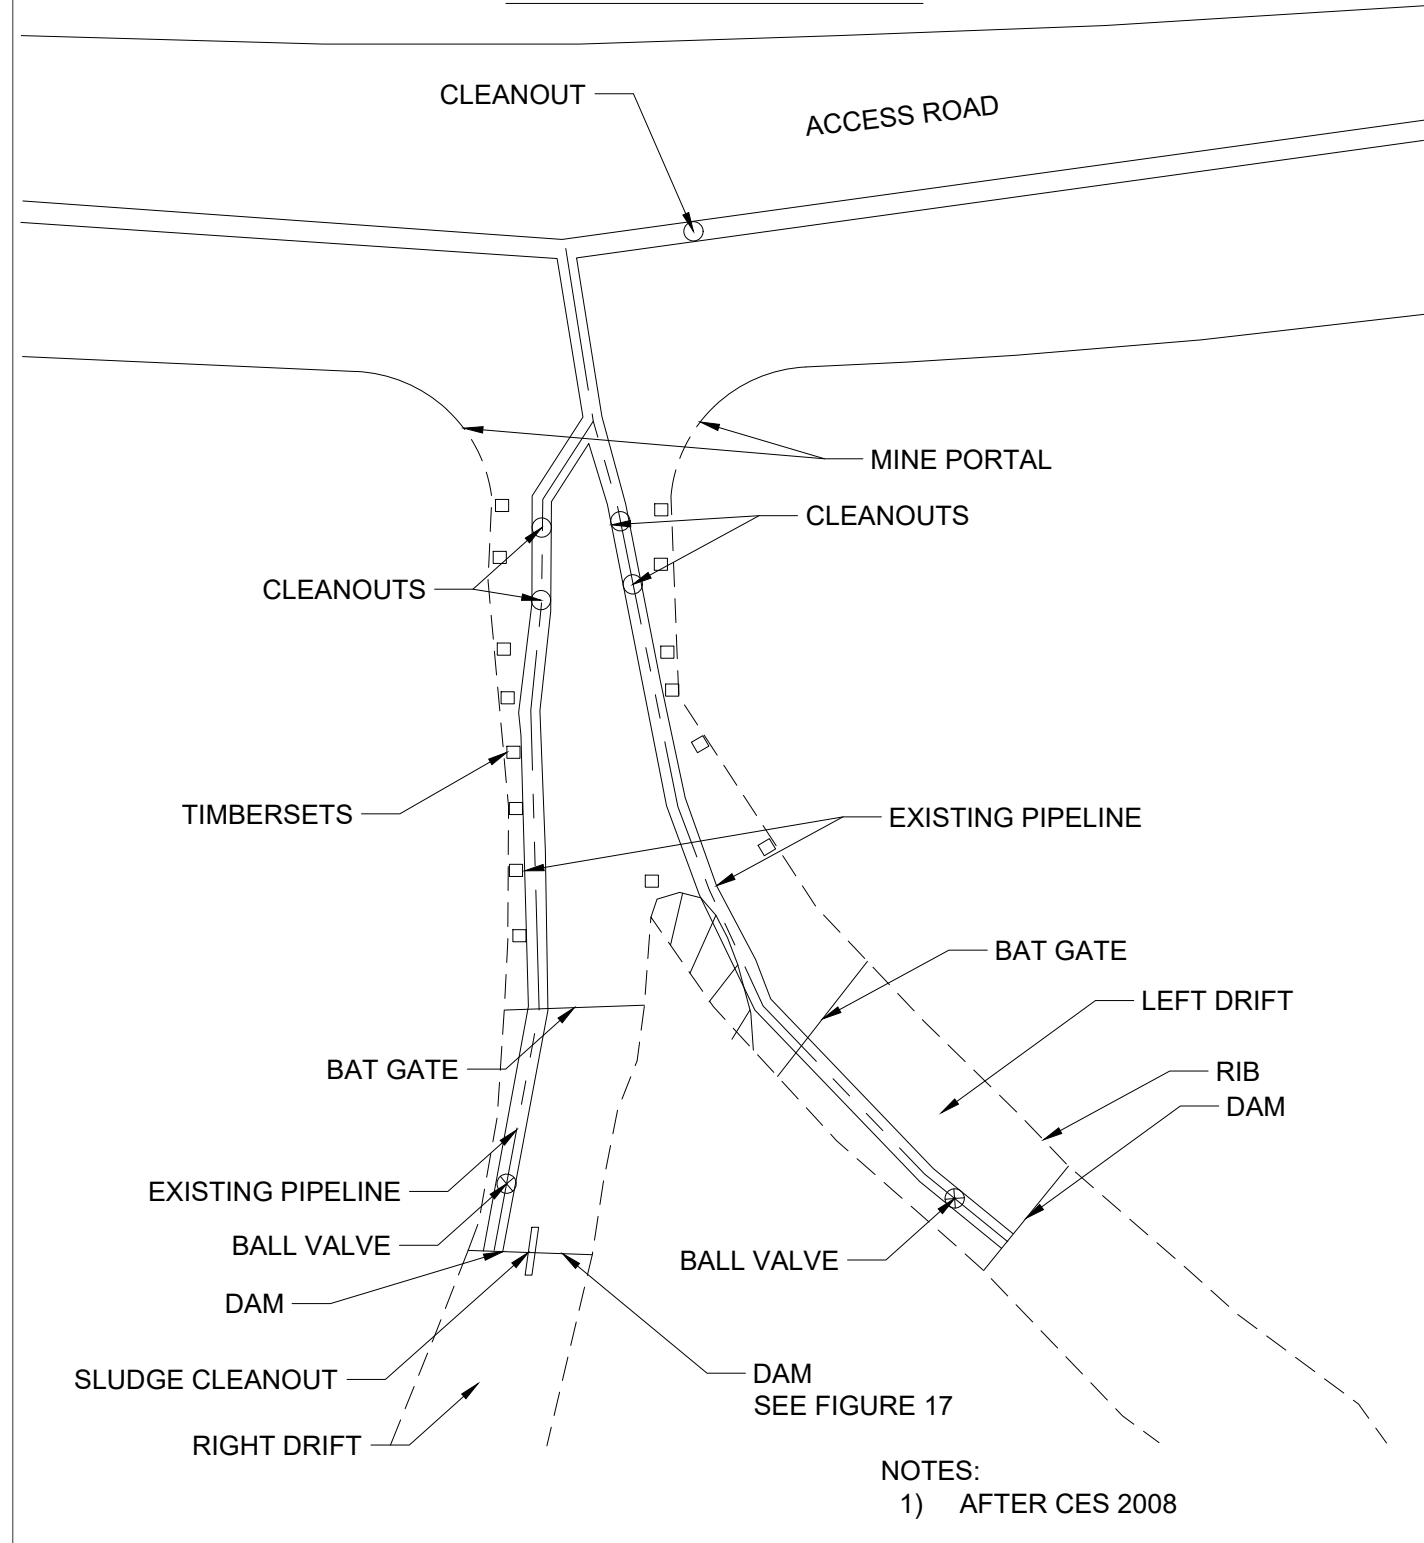 CLEANOUT
ACCESS ROAD
MINE PORTAL
CLEANOUTS
CLEANOUTS
TIMBERSETS
EXISTING PIPELINE
BAT GATE
LEFT DRIFT
BAT GATE
RIB
DAM
EXISTING PIPELINE
BALL VALVE
BALL VALVE
DAM
SLUDGE CLEANOUT
DAM
SEE FIGURE 17
RIGHT DRIFT
NOTES:
1) AFTER CES 2008